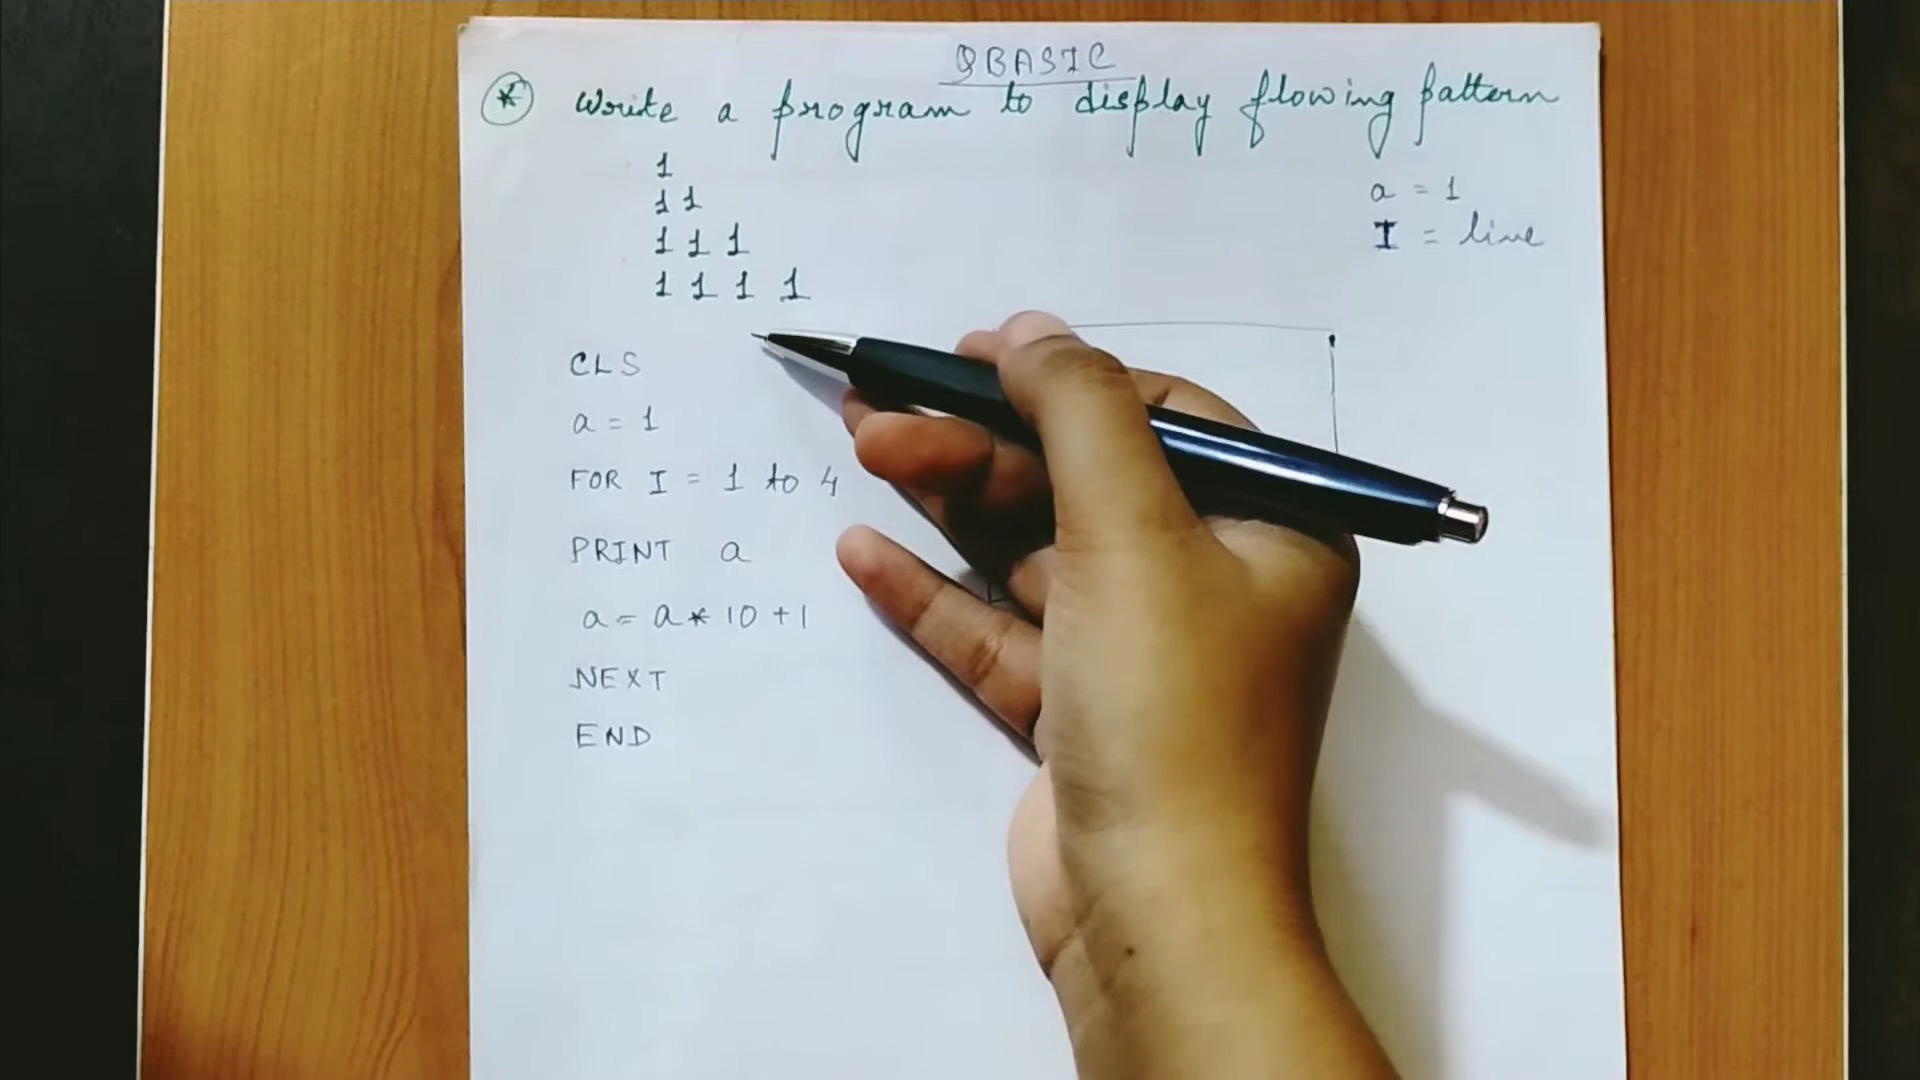 QBASIC
* Write a program to display flowing pattern
1
1 1
1 1 1
1 1 1 1
a = 1
I = line
CLS
a = 1
FOR I = 1 to 4
PRINT a
a = a * 10 + 1
NEXT
END